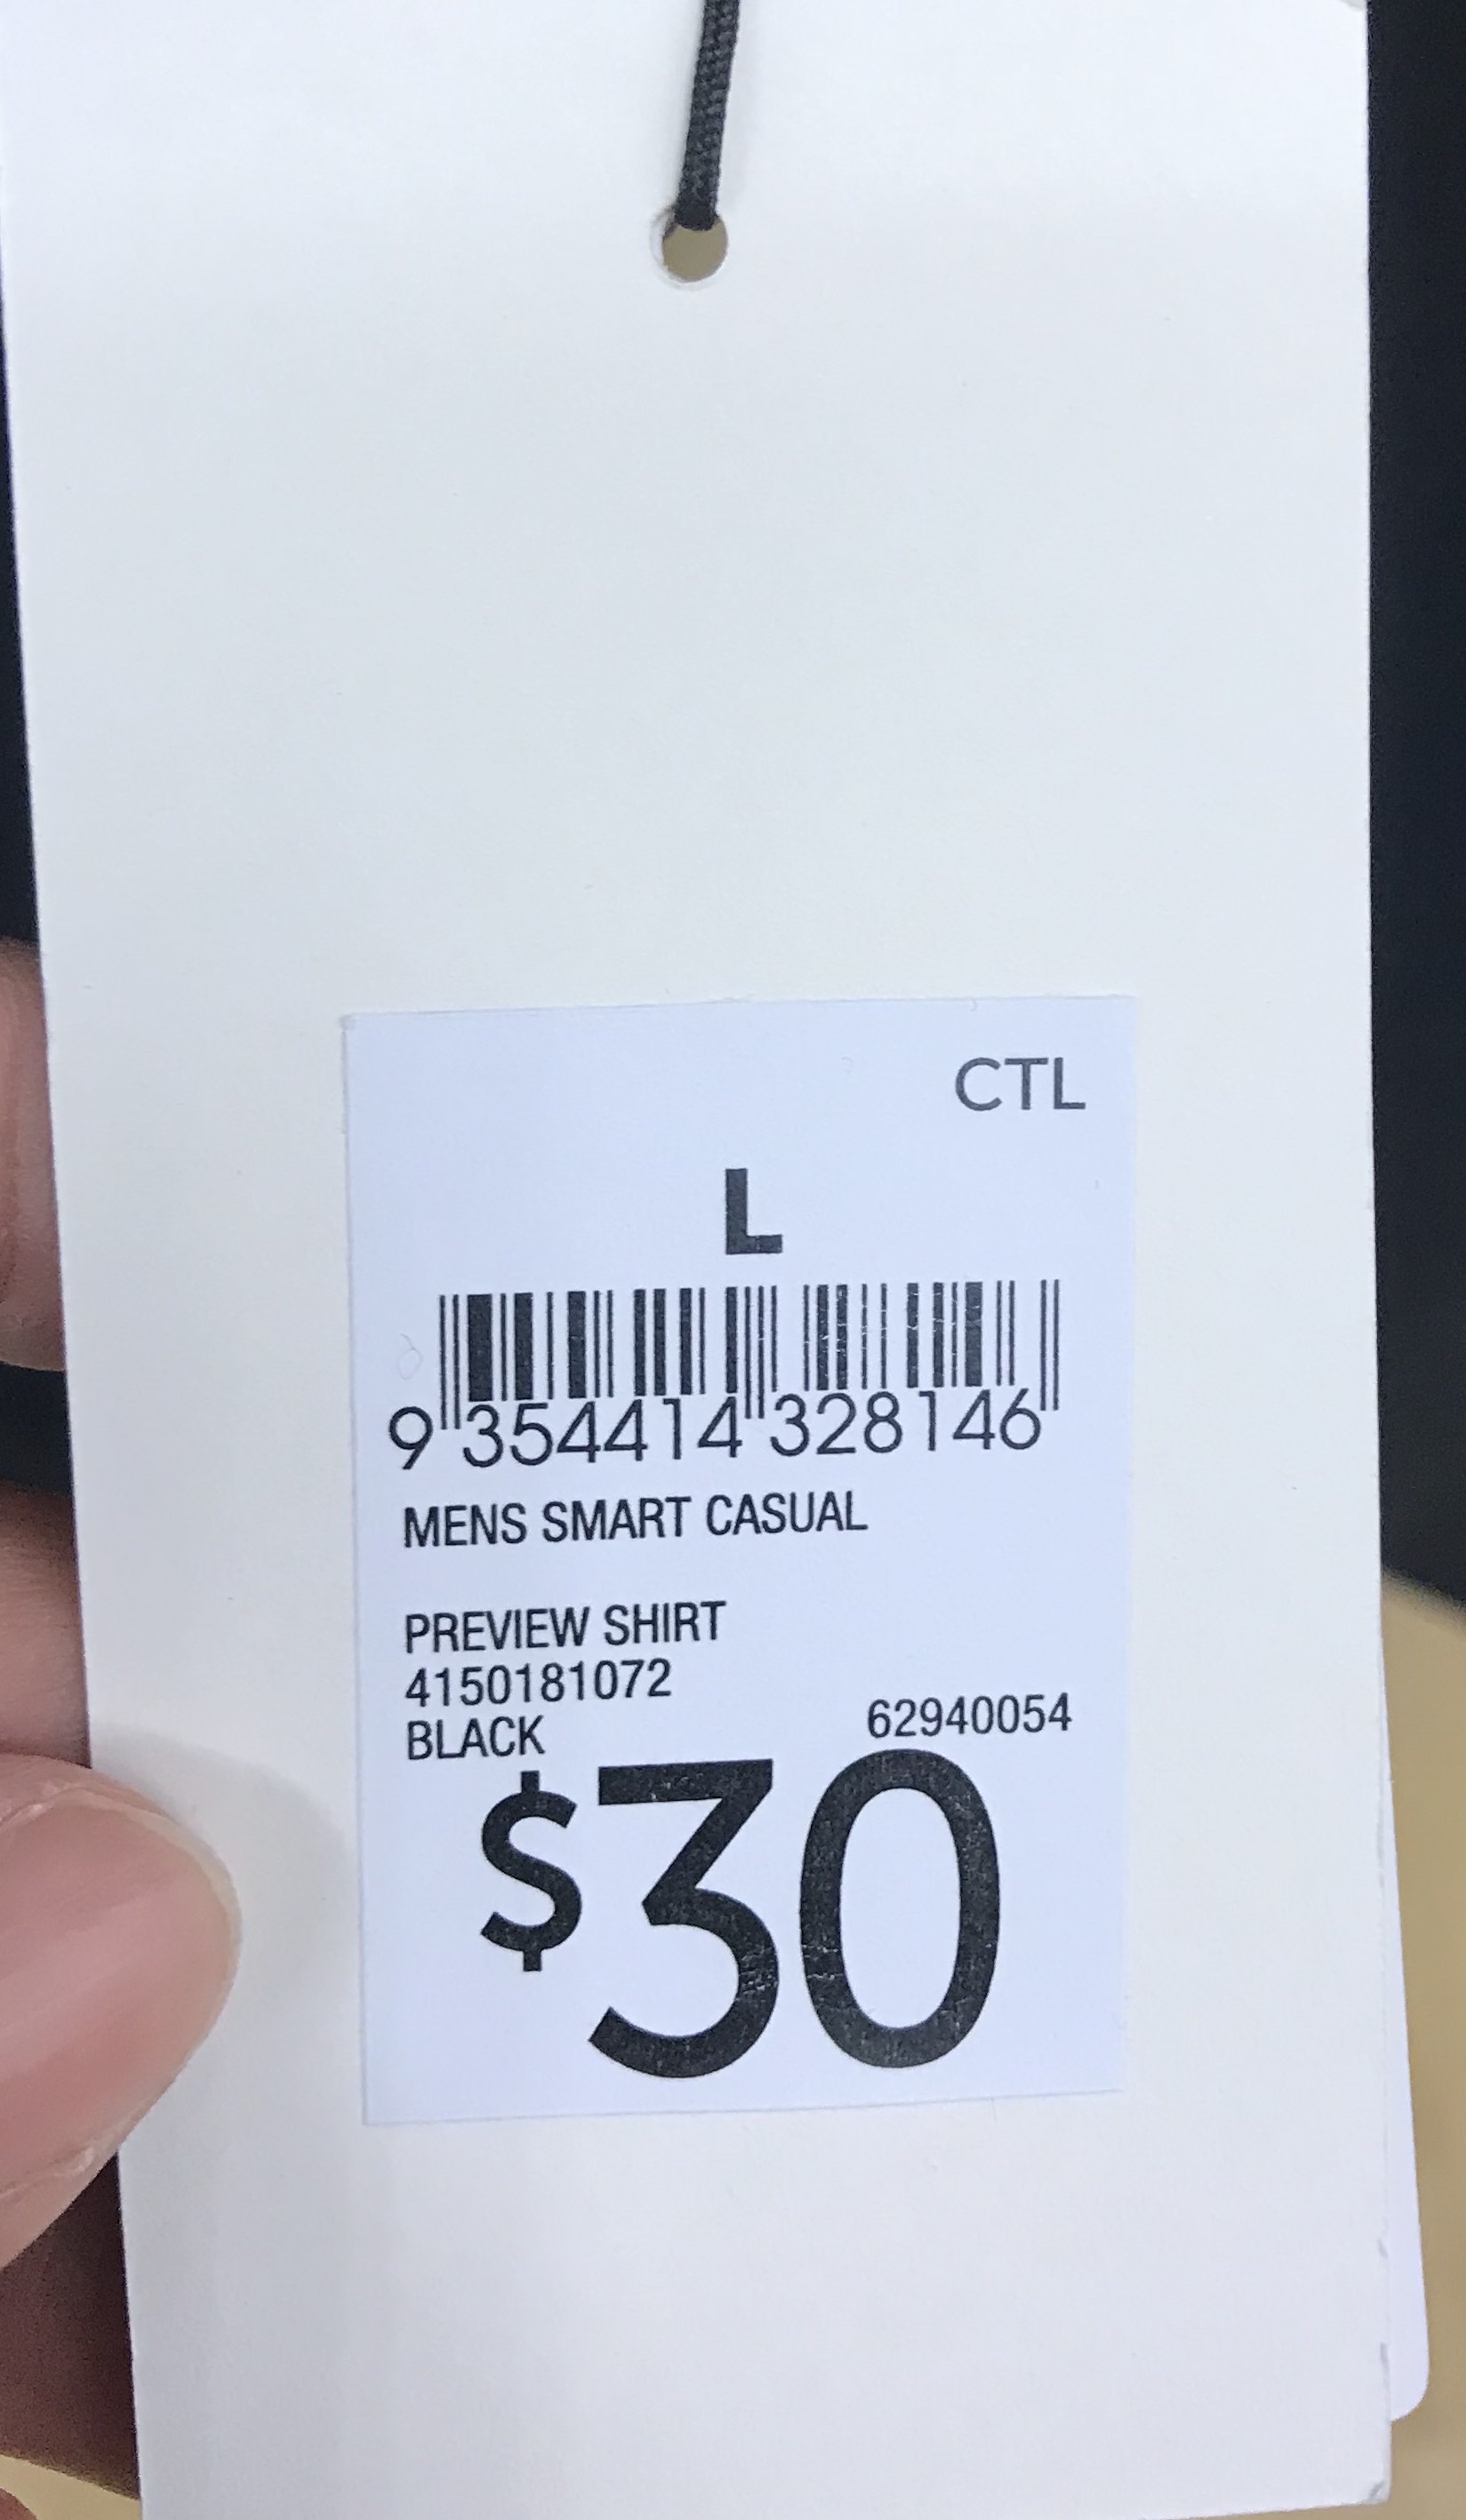 CTL
L
9 354414 328146
MENS SMART CASUAL
PREVIEW SHIRT
4150181072
BLACK 62940054
$30